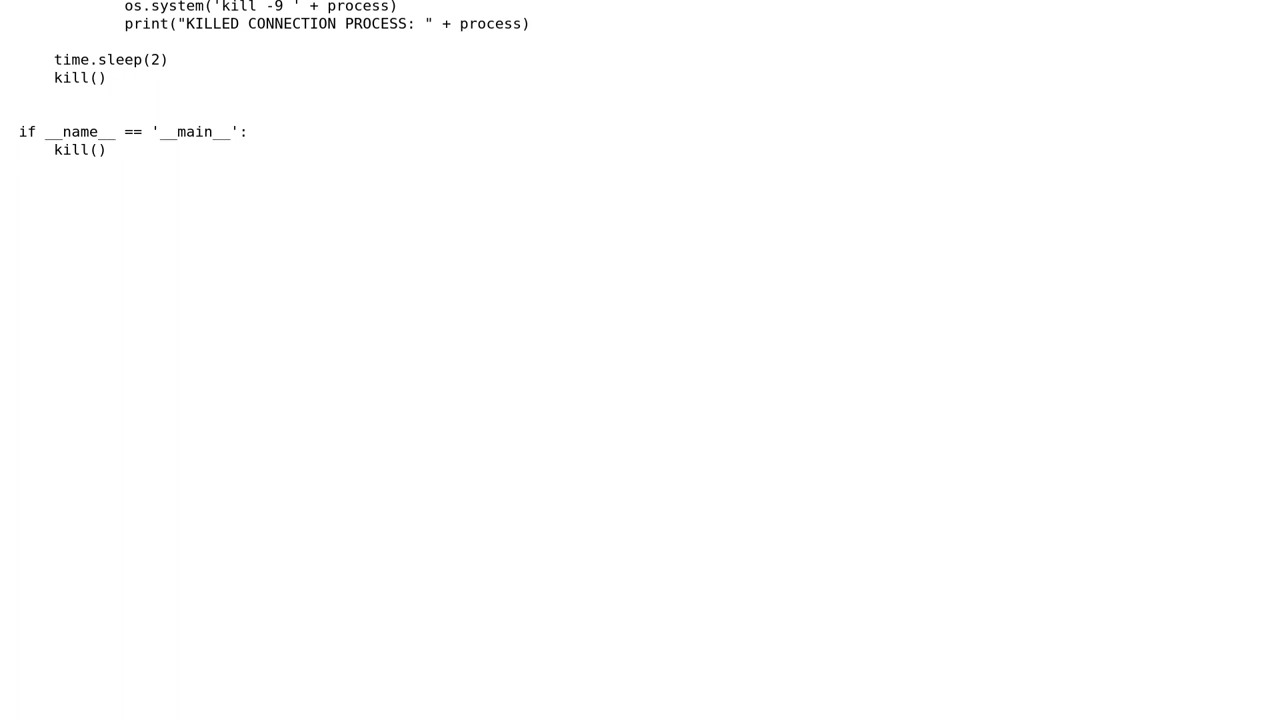 os.system('kill -9 ' + process)
            print("KILLED CONNECTION PROCESS: " + process)

    time.sleep(2)
    kill()


if __name__ == '__main__':
    kill()